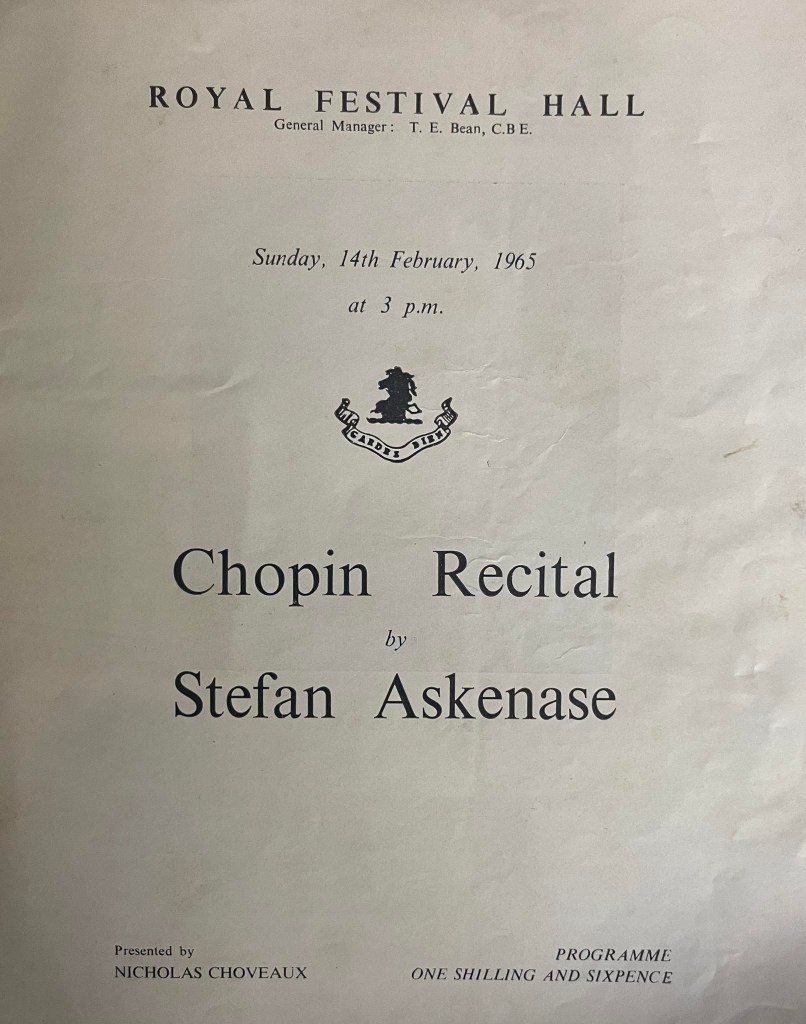 ROYAL FESTIVAL HALL
General Manager: T. E. Bean, C.B E.
Sunday, 14th February, 1965
at 3 p.m.
GARDEZ BIEN
Chopin Recital
by
Stefan Askenase
Presented by
NICHOLAS CHOVEAUX
PROGRAMME
ONE SHILLING AND SIXPENCE